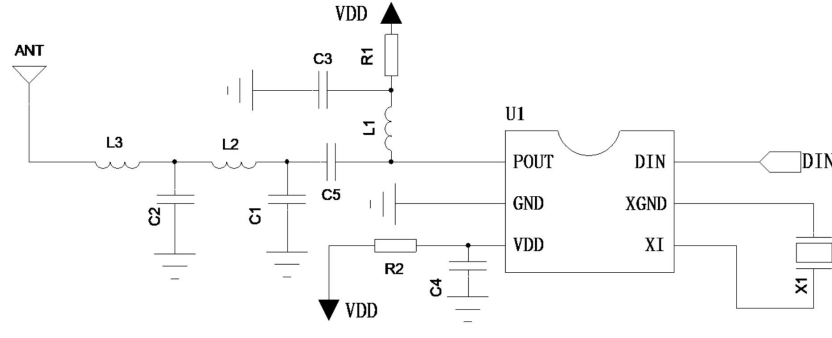 VDD
ANT
C3
R1
L1
U1
L3
L2
C5
POUT
DIN
DIN
C2
C1
GND
XGND
R2
VDD
XI
C4
X1
VDD